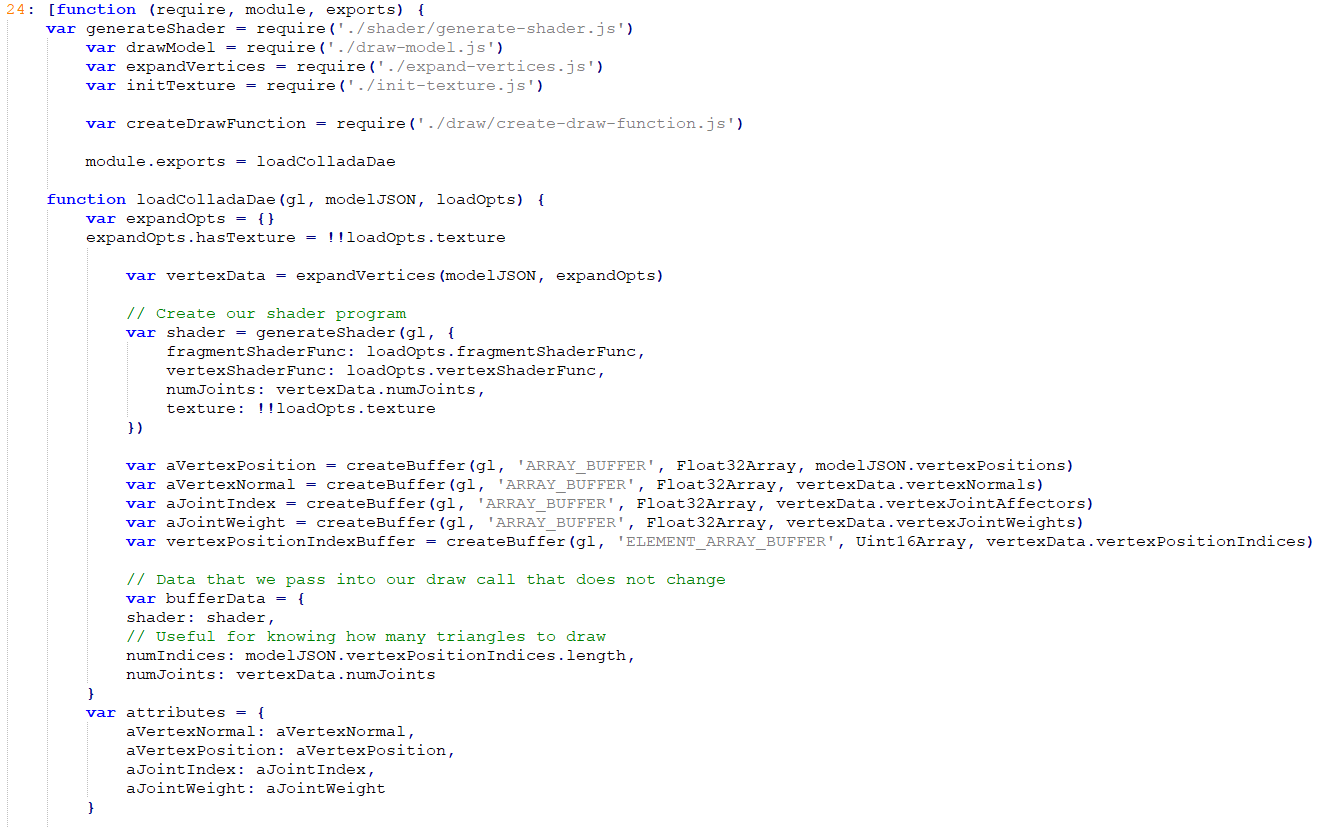 24: [function (require, module, exports) {
var generateShader = require('./shader/generate-shader.js')
var drawModel = require('./draw-model.js')
var expandVertices = require('./expand-vertices.js')
var initTexture = require('./init-texture.js')
var createDrawFunction = require('./draw/create-draw-function.js')
module.exports = loadColladaDae
function loadColladaDae(gl, modelJSON, loadOpts) {
var expandOpts = {}
expandOpts.hasTexture = !!loadOpts.texture
var vertexData = expandVertices(modelJSON, expandOpts)
// Create our shader program
var shader = generateShader(gl, {
fragmentShaderFunc: loadOpts.fragmentShaderFunc,
vertexShaderFunc: loadOpts.vertexShaderFunc,
numJoints: vertexData.numJoints,
texture: !!loadOpts.texture
})
var aVertexPosition = createBuffer(gl, 'ARRAY_BUFFER', Float32Array, modelJSON.vertexPositions)
var aVertexNormal = createBuffer(gl, 'ARRAY_BUFFER', Float32Array, vertexData.vertexNormals)
var aJointIndex = createBuffer(gl, 'ARRAY_BUFFER', Float32Array, vertexData.vertexJointAffectors)
var aJointWeight = createBuffer(gl, 'ARRAY_BUFFER', Float32Array, vertexData.vertexJointWeights)
var vertexPositionIndexBuffer = createBuffer(gl, 'ELEMENT_ARRAY_BUFFER', Uint16Array, vertexData.vertexPositionIndices)
// Data that we pass into our draw call that does not change
var bufferData = {
shader: shader,
// Useful for knowing how many triangles to draw
numIndices: modelJSON.vertexPositionIndices.length,
numJoints: vertexData.numJoints
}
var attributes = {
aVertexNormal: aVertexNormal,
aVertexPosition: aVertexPosition,
aJointIndex: aJointIndex,
aJointWeight: aJointWeight
}